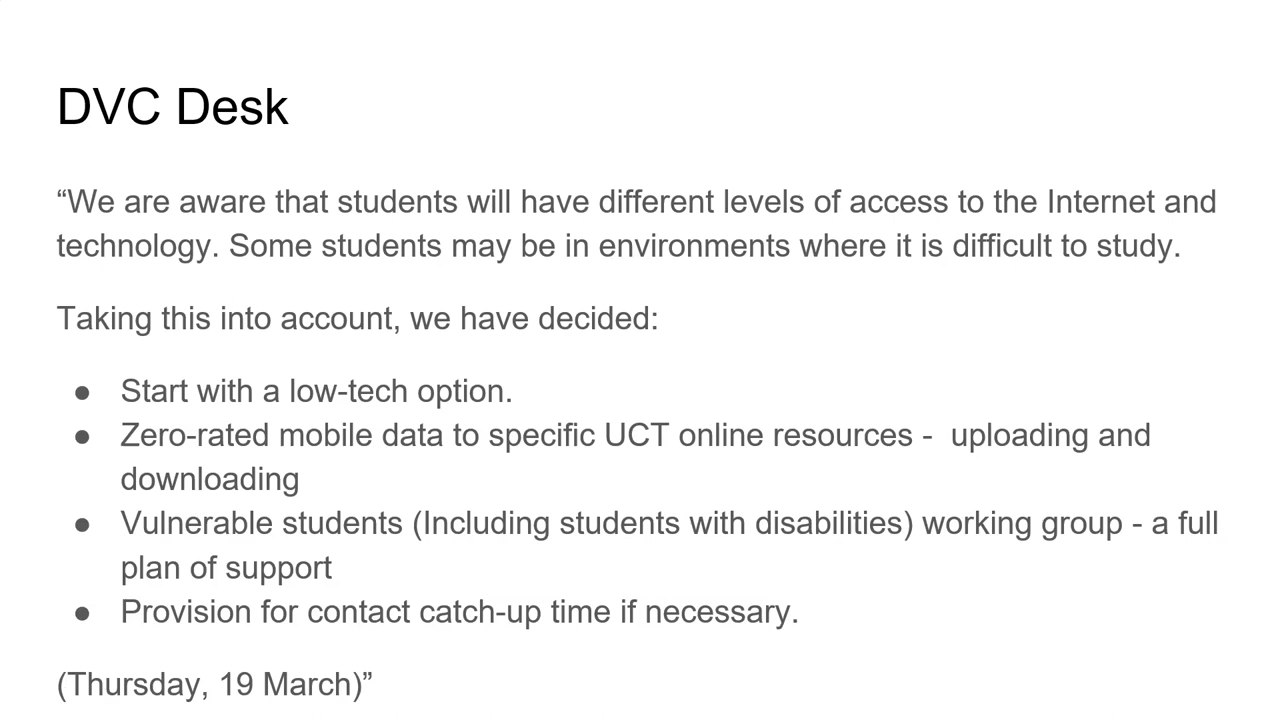 DVC Desk
“We are aware that students will have different levels of access to the Internet and
technology. Some students may be in environments where it is difficult to study.
Taking this into account, we have decided:
● Start with a low-tech option.
● Zero-rated mobile data to specific UCT online resources -  uploading and
downloading
● Vulnerable students (Including students with disabilities) working group - a full
plan of support
● Provision for contact catch-up time if necessary.
(Thursday, 19 March)”